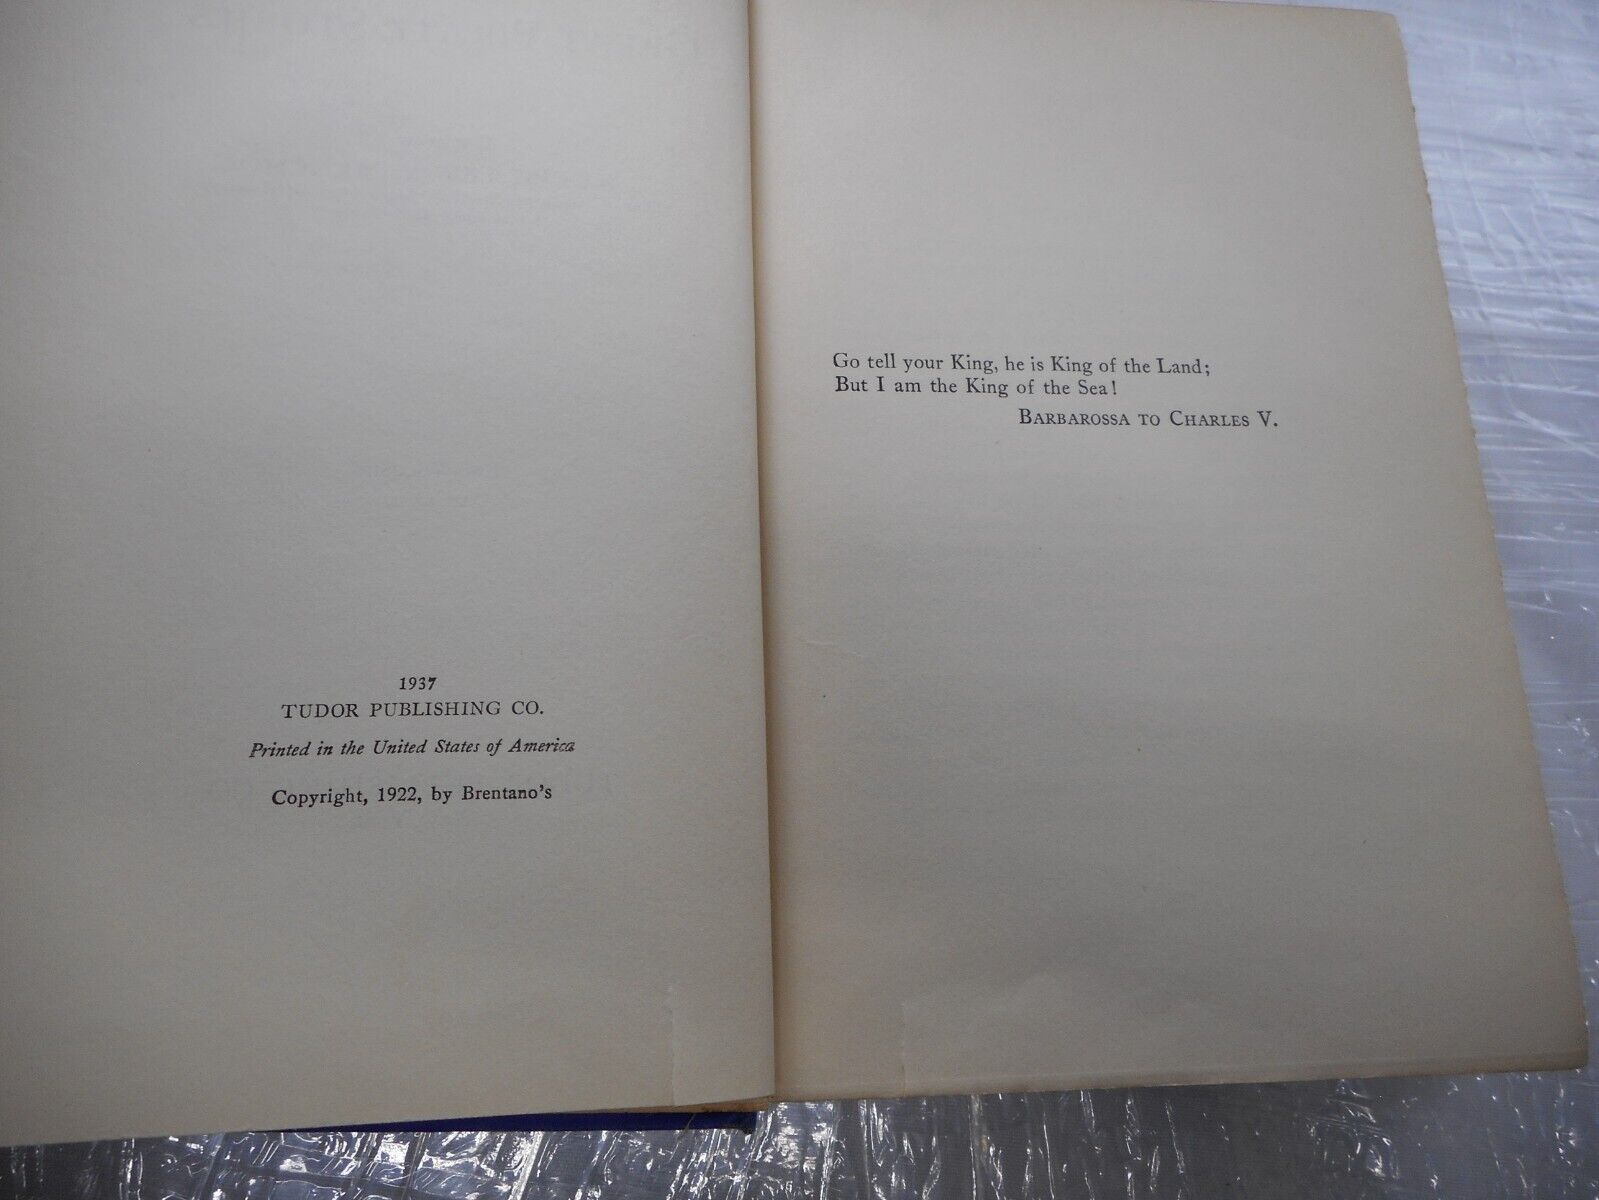 1937
TUDOR PUBLISHING CO.
Printed in the United States of America
Copyright, 1922, by Brentano's
Go tell your King, he is King of the Land;
But I am the King of the Sea!
BARBAROSSA TO CHARLES V.